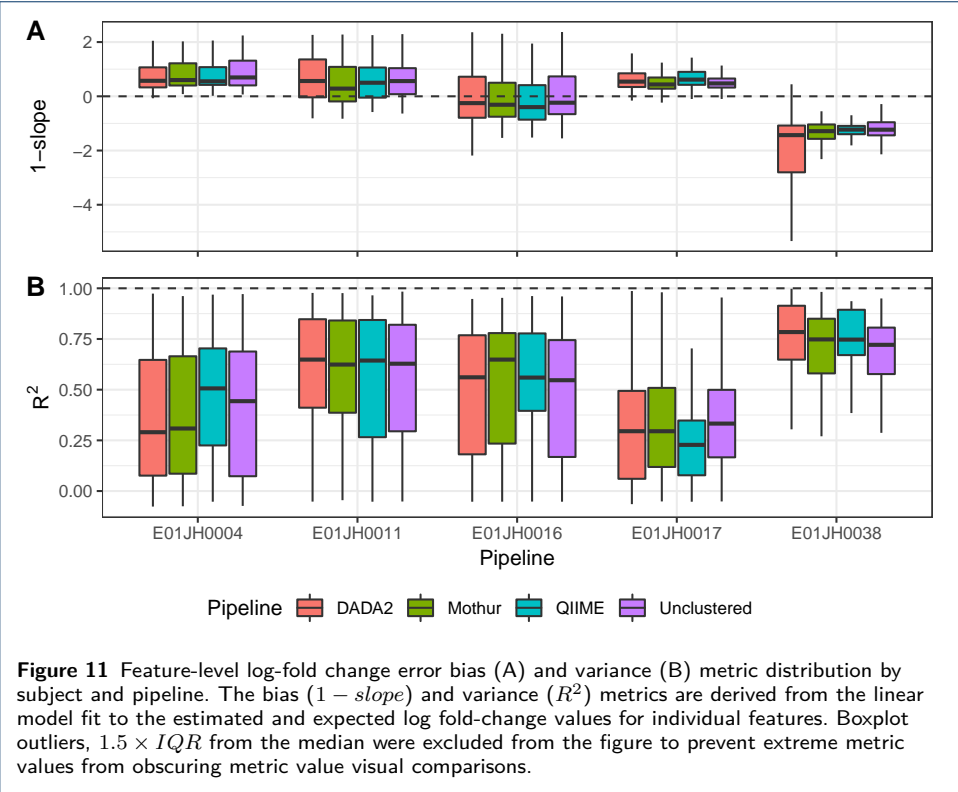 A
2
0
−2
−4
1−slope
B
1.00
0.75
0.50
0.25
0.00
R²
E01JH0004 E01JH0011 E01JH0016 E01JH0017 E01JH0038
Pipeline
Pipeline DADA2 Mothur QIIME Unclustered
Figure 11 Feature-level log-fold change error bias (A) and variance (B) metric distribution by
subject and pipeline. The bias (1 − slope) and variance (R²) metrics are derived from the linear
model fit to the estimated and expected log fold-change values for individual features. Boxplot
outliers, 1.5 × IQR from the median were excluded from the figure to prevent extreme metric
values from obscuring metric value visual comparisons.